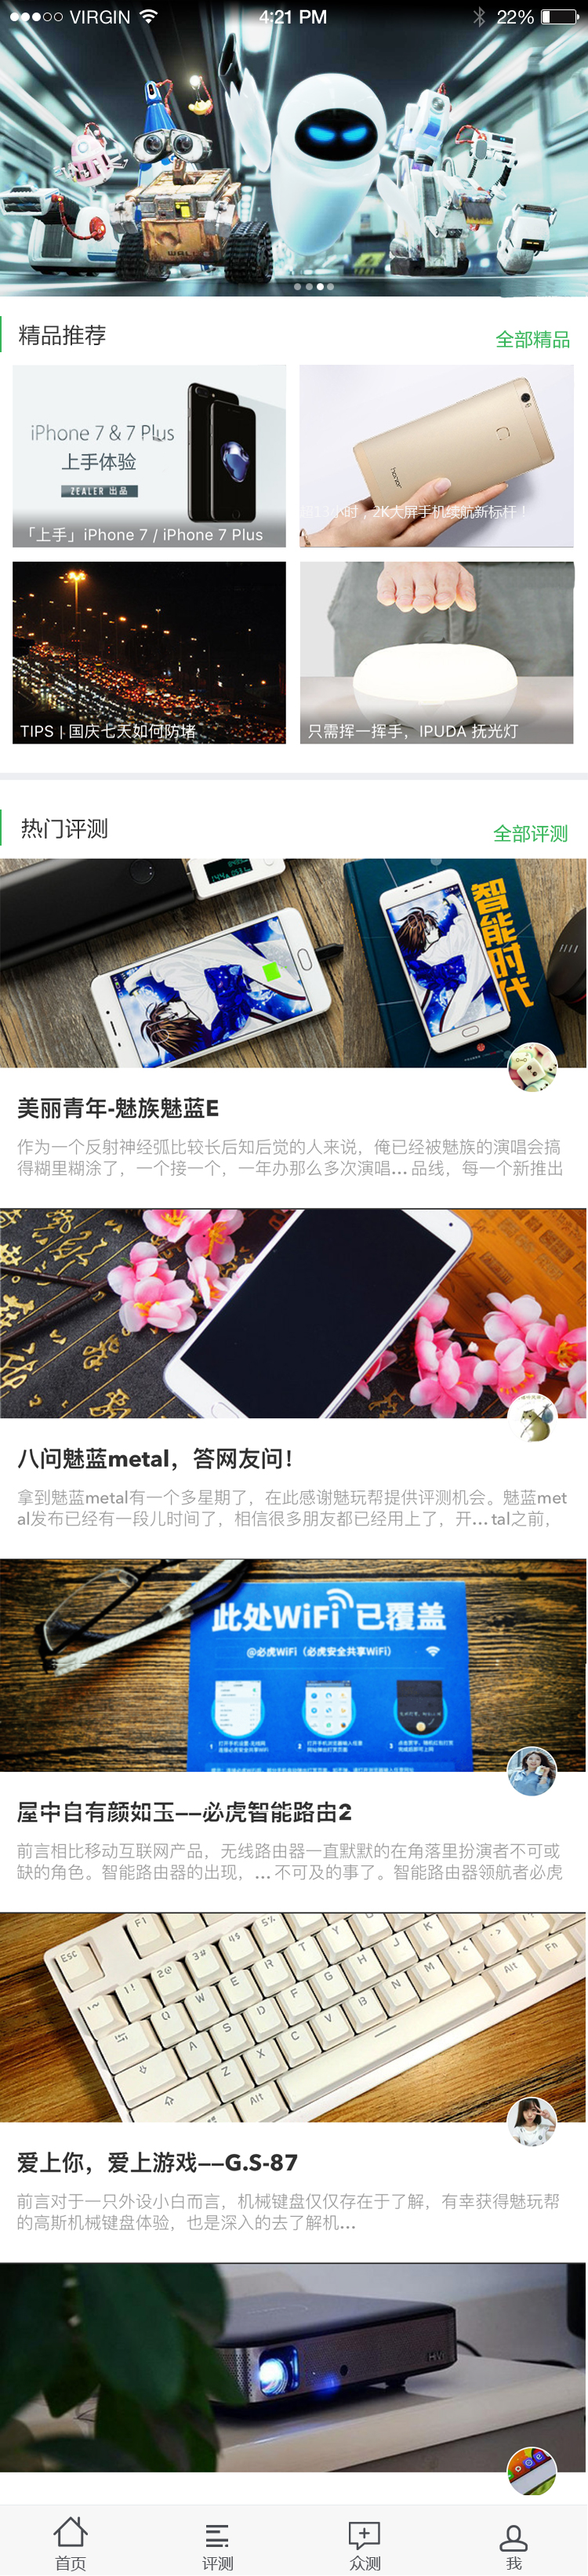 VIRGIN 4:21 PM 22%
WALL·E
精品推荐 全部精品
iPhone 7 & 7 Plus
上手体验
ZEALER 出品
「上手」iPhone 7 / iPhone 7 Plus
honor
小时，2K大屏手机续航新标杆！
TIPS | 国庆七天如何防堵
只需挥一挥手，IPUDA 抚光灯
热门评测 全部评测
智能时代
美丽青年-魅族魅蓝E
作为一个反射神经弧比较长后知后觉的人来说，俺已经被魅族的演唱会搞
得糊里糊涂了，一个接一个，一年办那么多次演唱... 品线，每一个新推出
八问魅蓝metal，答网友问！
拿到魅蓝metal有一个多星期了，在此感谢魅玩帮提供评测机会。魅蓝met
al发布已经有一段儿时间了，相信很多朋友都已经用上了，开... tal之前，
此处WiFi已覆盖
@必虎WiFi（必虎安全共享WiFi）
1 2 3
屋中自有颜如玉——必虎智能路由2
前言相比移动互联网产品，无线路由器一直默默的在角落里扮演者不可或
缺的角色。智能路由器的出现，... 不可及的事了。智能路由器领航者必虎
Esc F1
~ 1! 2@ 3# 4$ 5%
Q W E R T Y
A S D F G H J K
Z X C V B N M
Alt Alt Fn
爱上你，爱上游戏——G.S-87
前言对于一只外设小白而言，机械键盘仅仅存在于了解，有幸获得魅玩帮
的高斯机械键盘体验，也是深入的去了解机...
首页 评测 众测 我